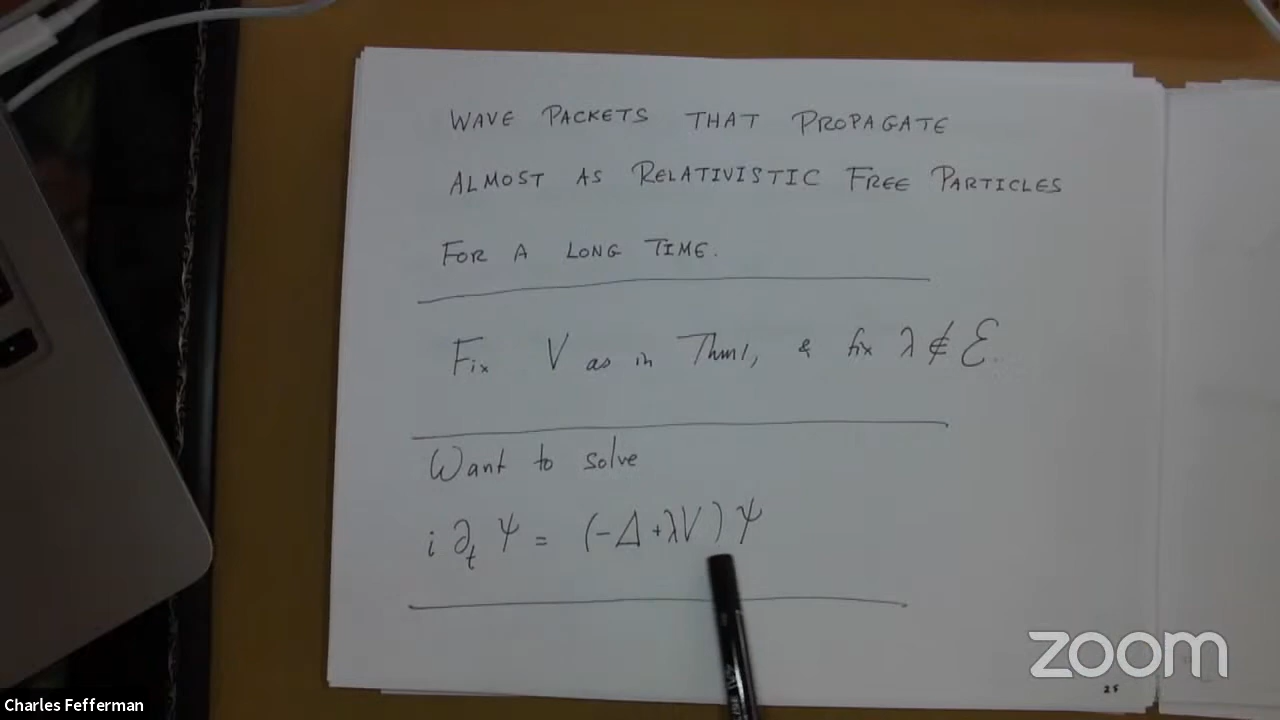 WAVE PACKETS THAT PROPAGATE
ALMOST AS RELATIVISTIC FREE PARTICLES
FOR A LONG TIME.
Fix V as in Thm1, & fix λ ∉ Ɛ.
Want to solve
i ∂t Ψ = (-Δ+λV) Ψ
25
zoom
Charles Fefferman